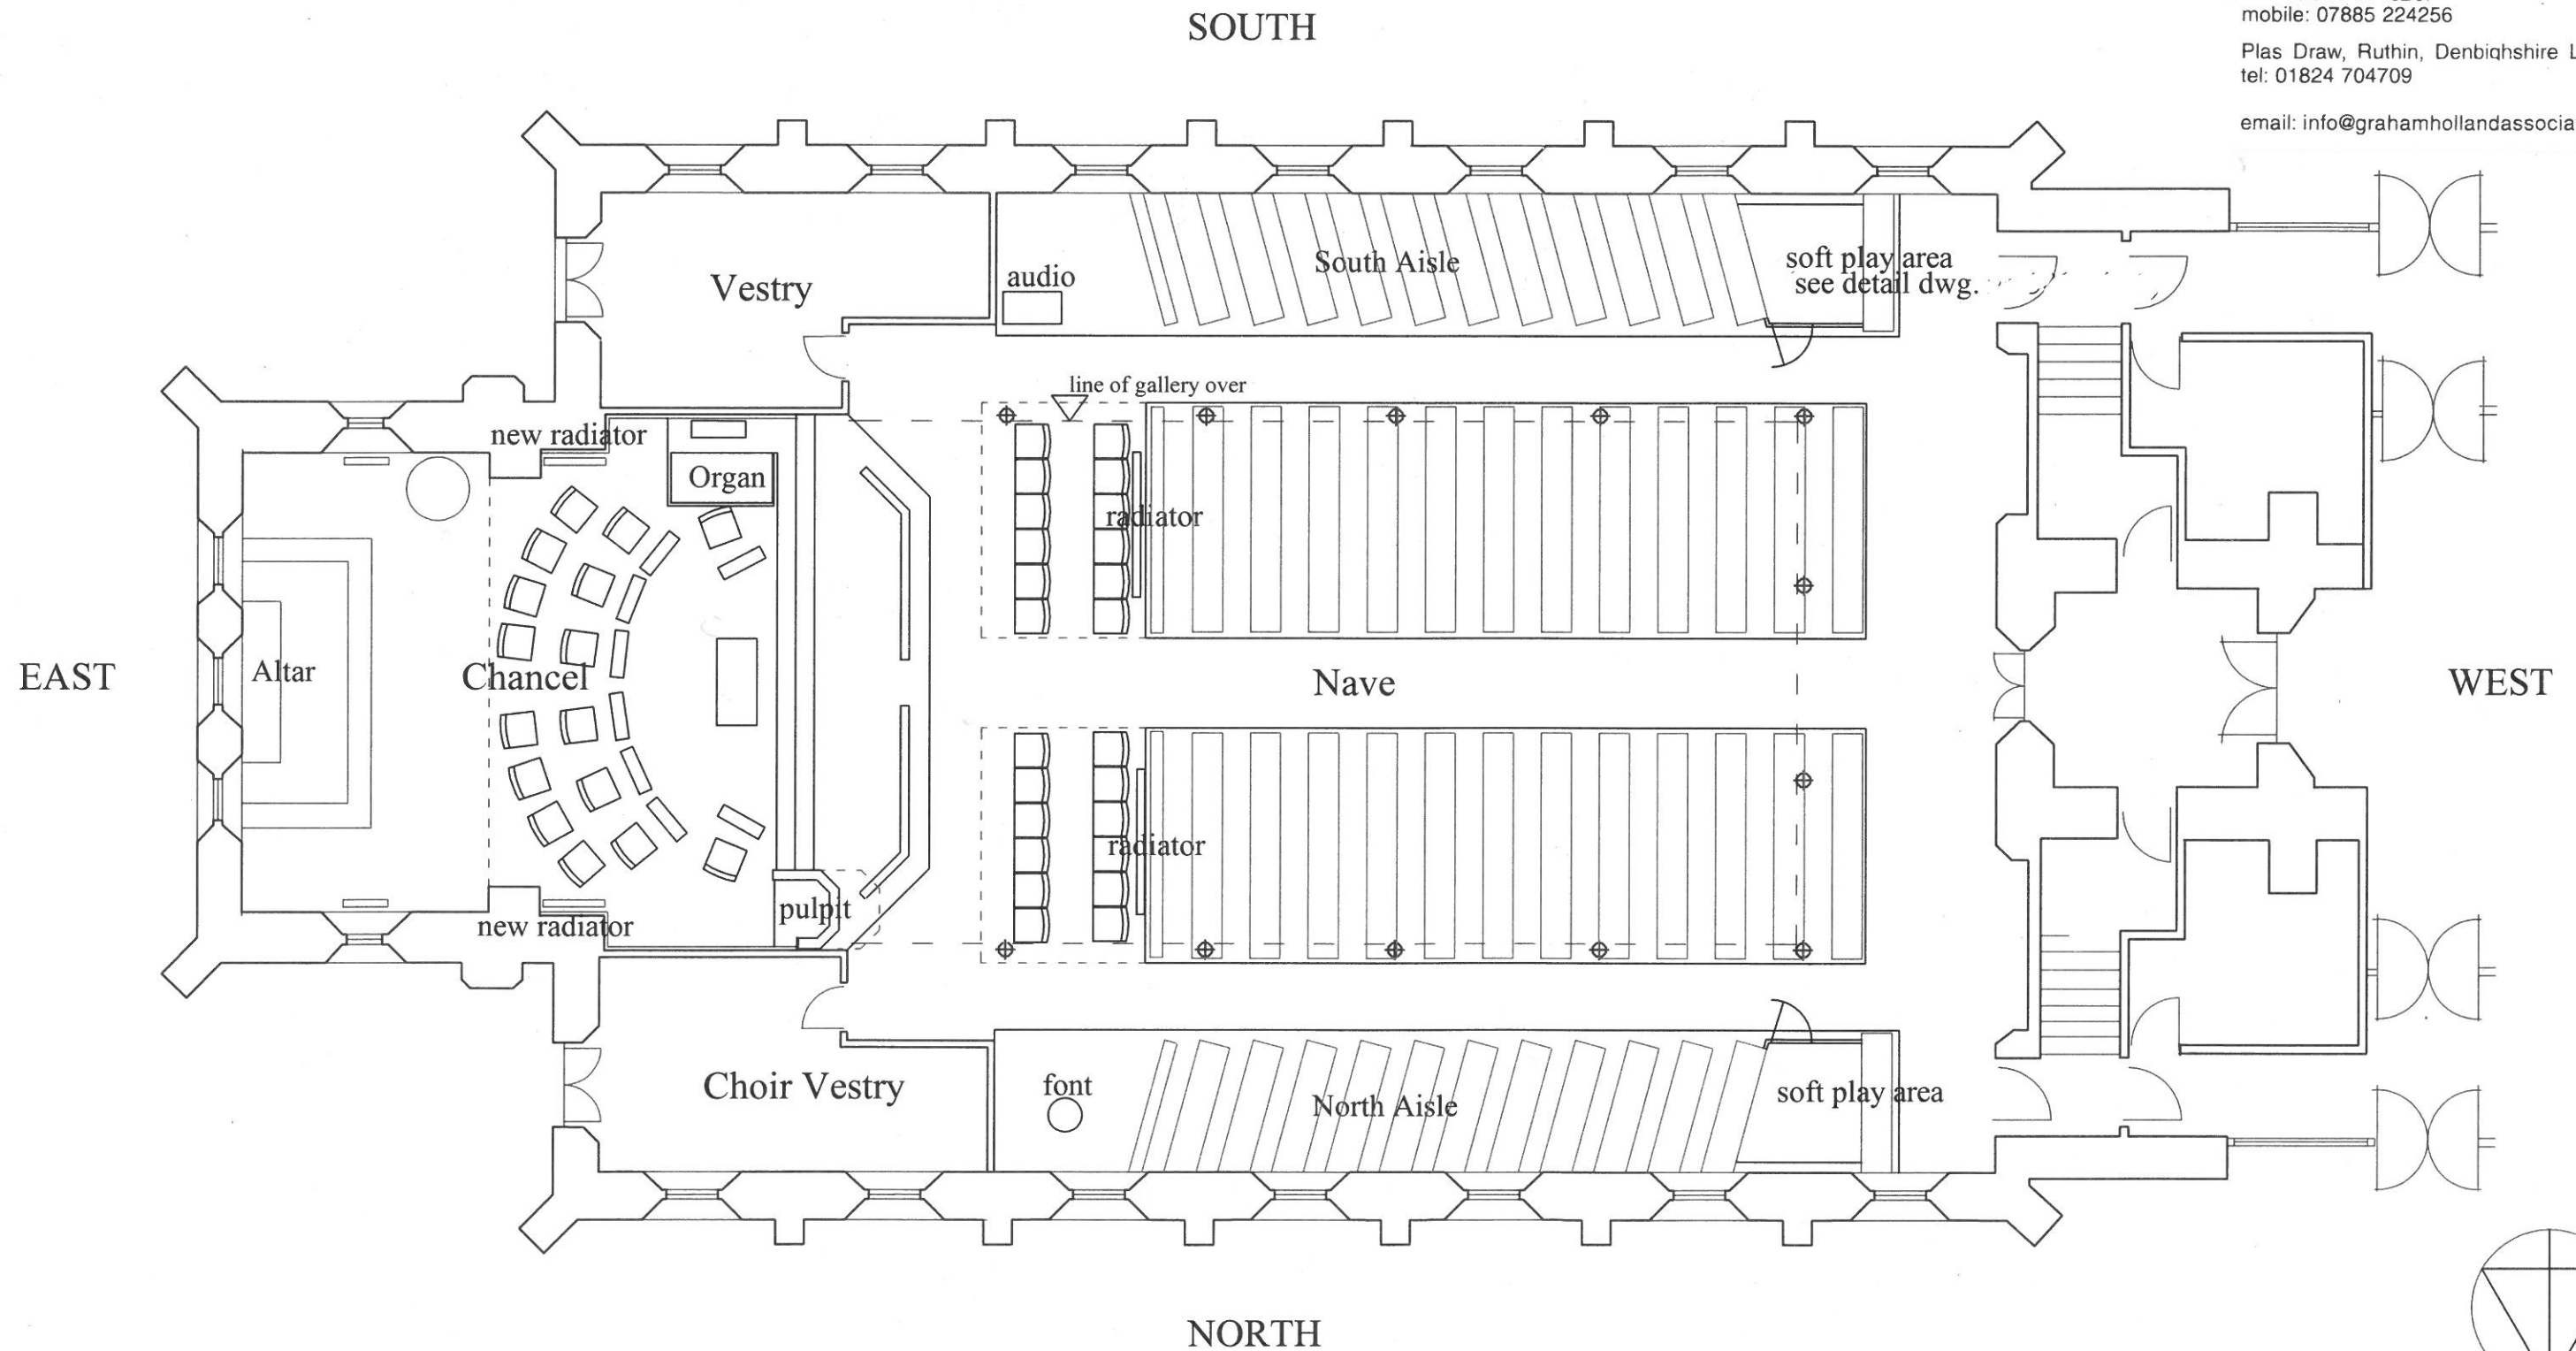 SOUTH
mobile: 07885 224256
Plas Draw, Ruthin, Denbighshire
tel: 01824 704709
email: info@grahamhollandassocia
Vestry
audio
South Aisle
soft play area
see detail dwg.
line of gallery over
new radiator
Organ
radiator
EAST
Altar
Chancel
Nave
WEST
radiator
pulpit
new radiator
Choir Vestry
font
North Aisle
soft play area
NORTH